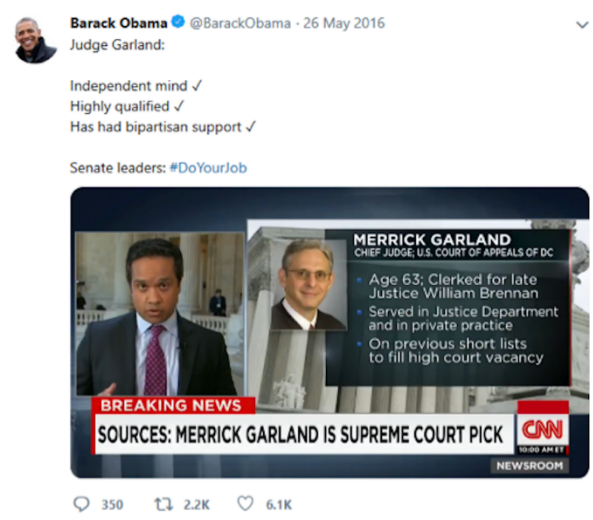 Barack Obama @BarackObama · 26 May 2016
Judge Garland:
Independent mind ✓
Highly qualified ✓
Has had bipartisan support ✓
Senate leaders: #DoYourJob
MERRICK GARLAND
CHIEF JUDGE; U.S. COURT OF APPEALS OF DC
• Age 63; Clerked for late
Justice William Brennan
• Served in Justice Department
and in private practice
• On previous short lists
to fill high court vacancy
BREAKING NEWS
SOURCES: MERRICK GARLAND IS SUPREME COURT PICK
CNN
10:00 AM ET
NEWSROOM
350 2.2K 6.1K